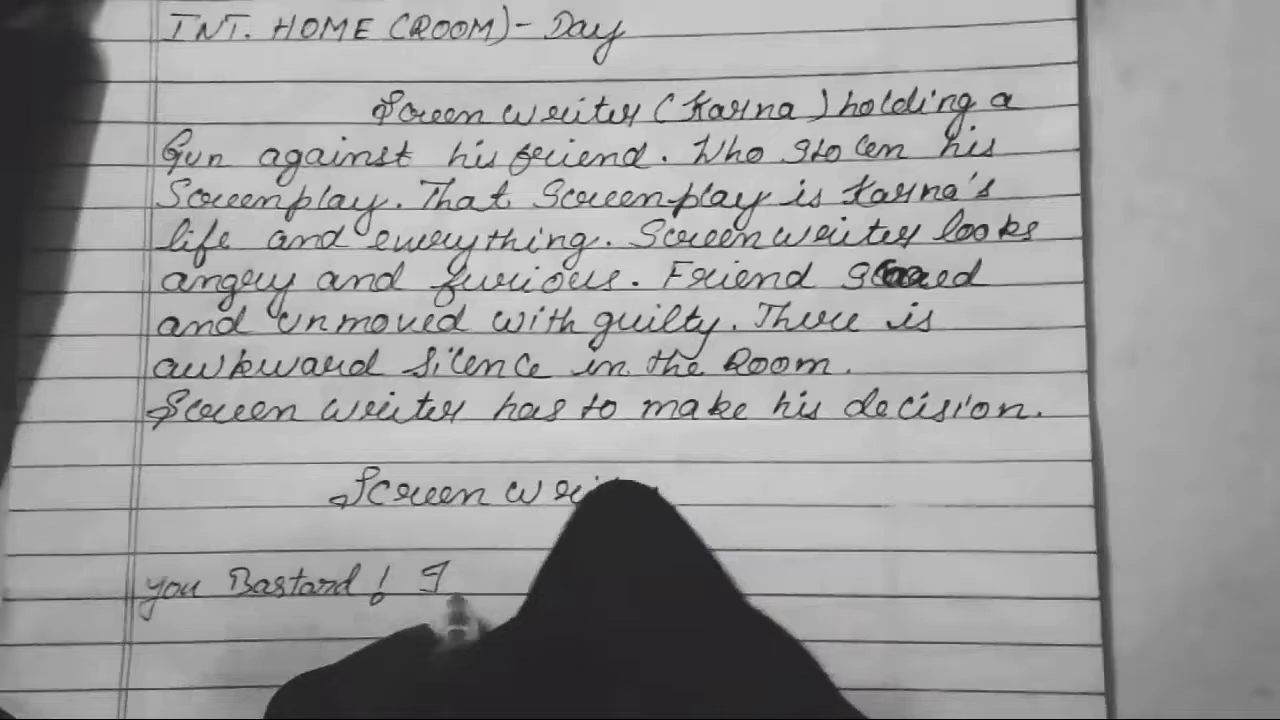 INT. HOME (ROOM) - Day
Screen writer (Karna) holding a
Gun against his friend. Who stolen his
Screenplay. That Screenplay is Karna's
life and everything. Screen writer looks
angry and furious. Friend
and unmoved with guilty. There is
awkward silence in the Room.
Screen writer has to make his decision.
Screen
you Bastard! I